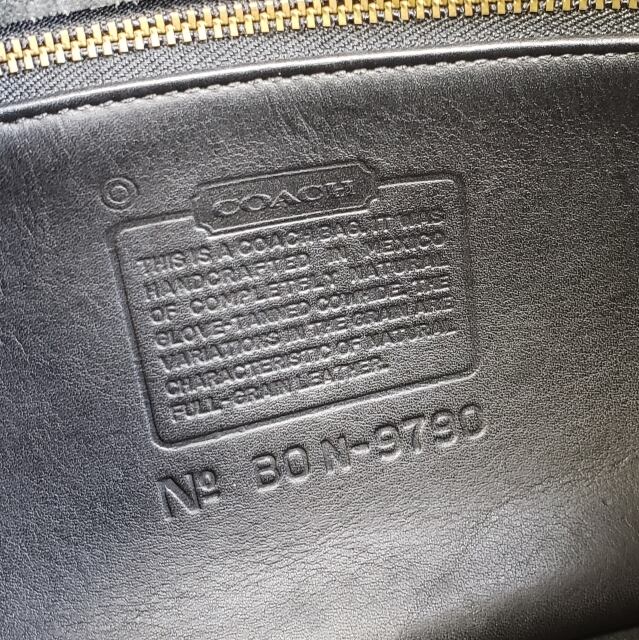 ©
COACH
THIS IS A COACH BAG. IT WAS
HANDCRAFTED IN MEXICO
OF COMPLETELY NATURAL
GLOVE-TANNED COWHIDE. THE
VARIATIONS IN THE GRAIN ARE
CHARACTERISTIC OF NATURAL
FULL-GRAIN LEATHER.
No BON-9790